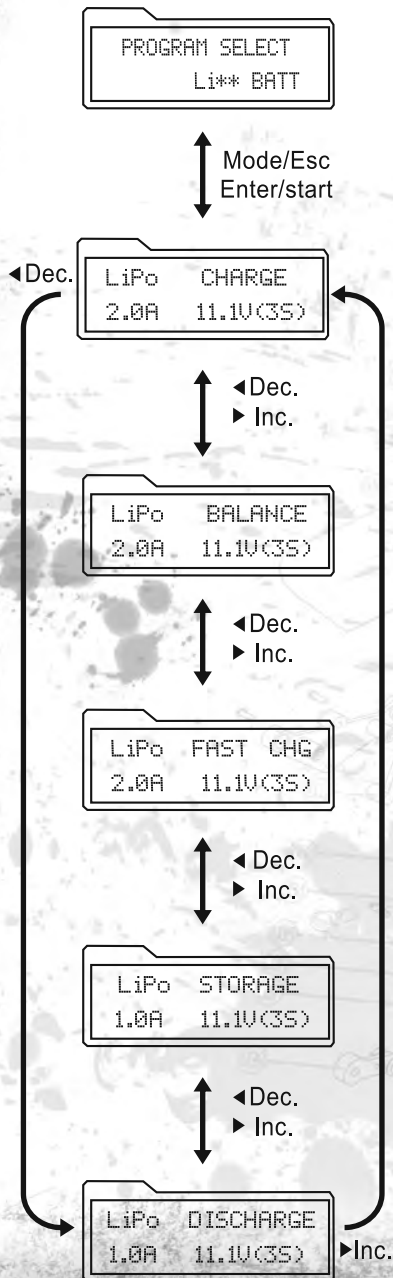 PROGRAM SELECT
Li** BATT
Mode/Esc
Enter/start
◀Dec.
LiPo CHARGE
2.0A 11.1V(3S)
◀Dec.
▶ Inc.
LiPo BALANCE
2.0A 11.1V(3S)
◀Dec.
▶ Inc.
LiPo FAST CHG
2.0A 11.1V(3S)
◀ Dec.
▶ Inc.
LiPo STORAGE
1.0A 11.1V(3S)
◀Dec.
▶ Inc.
LiPo DISCHARGE
1.0A 11.1V(3S)
▶Inc.